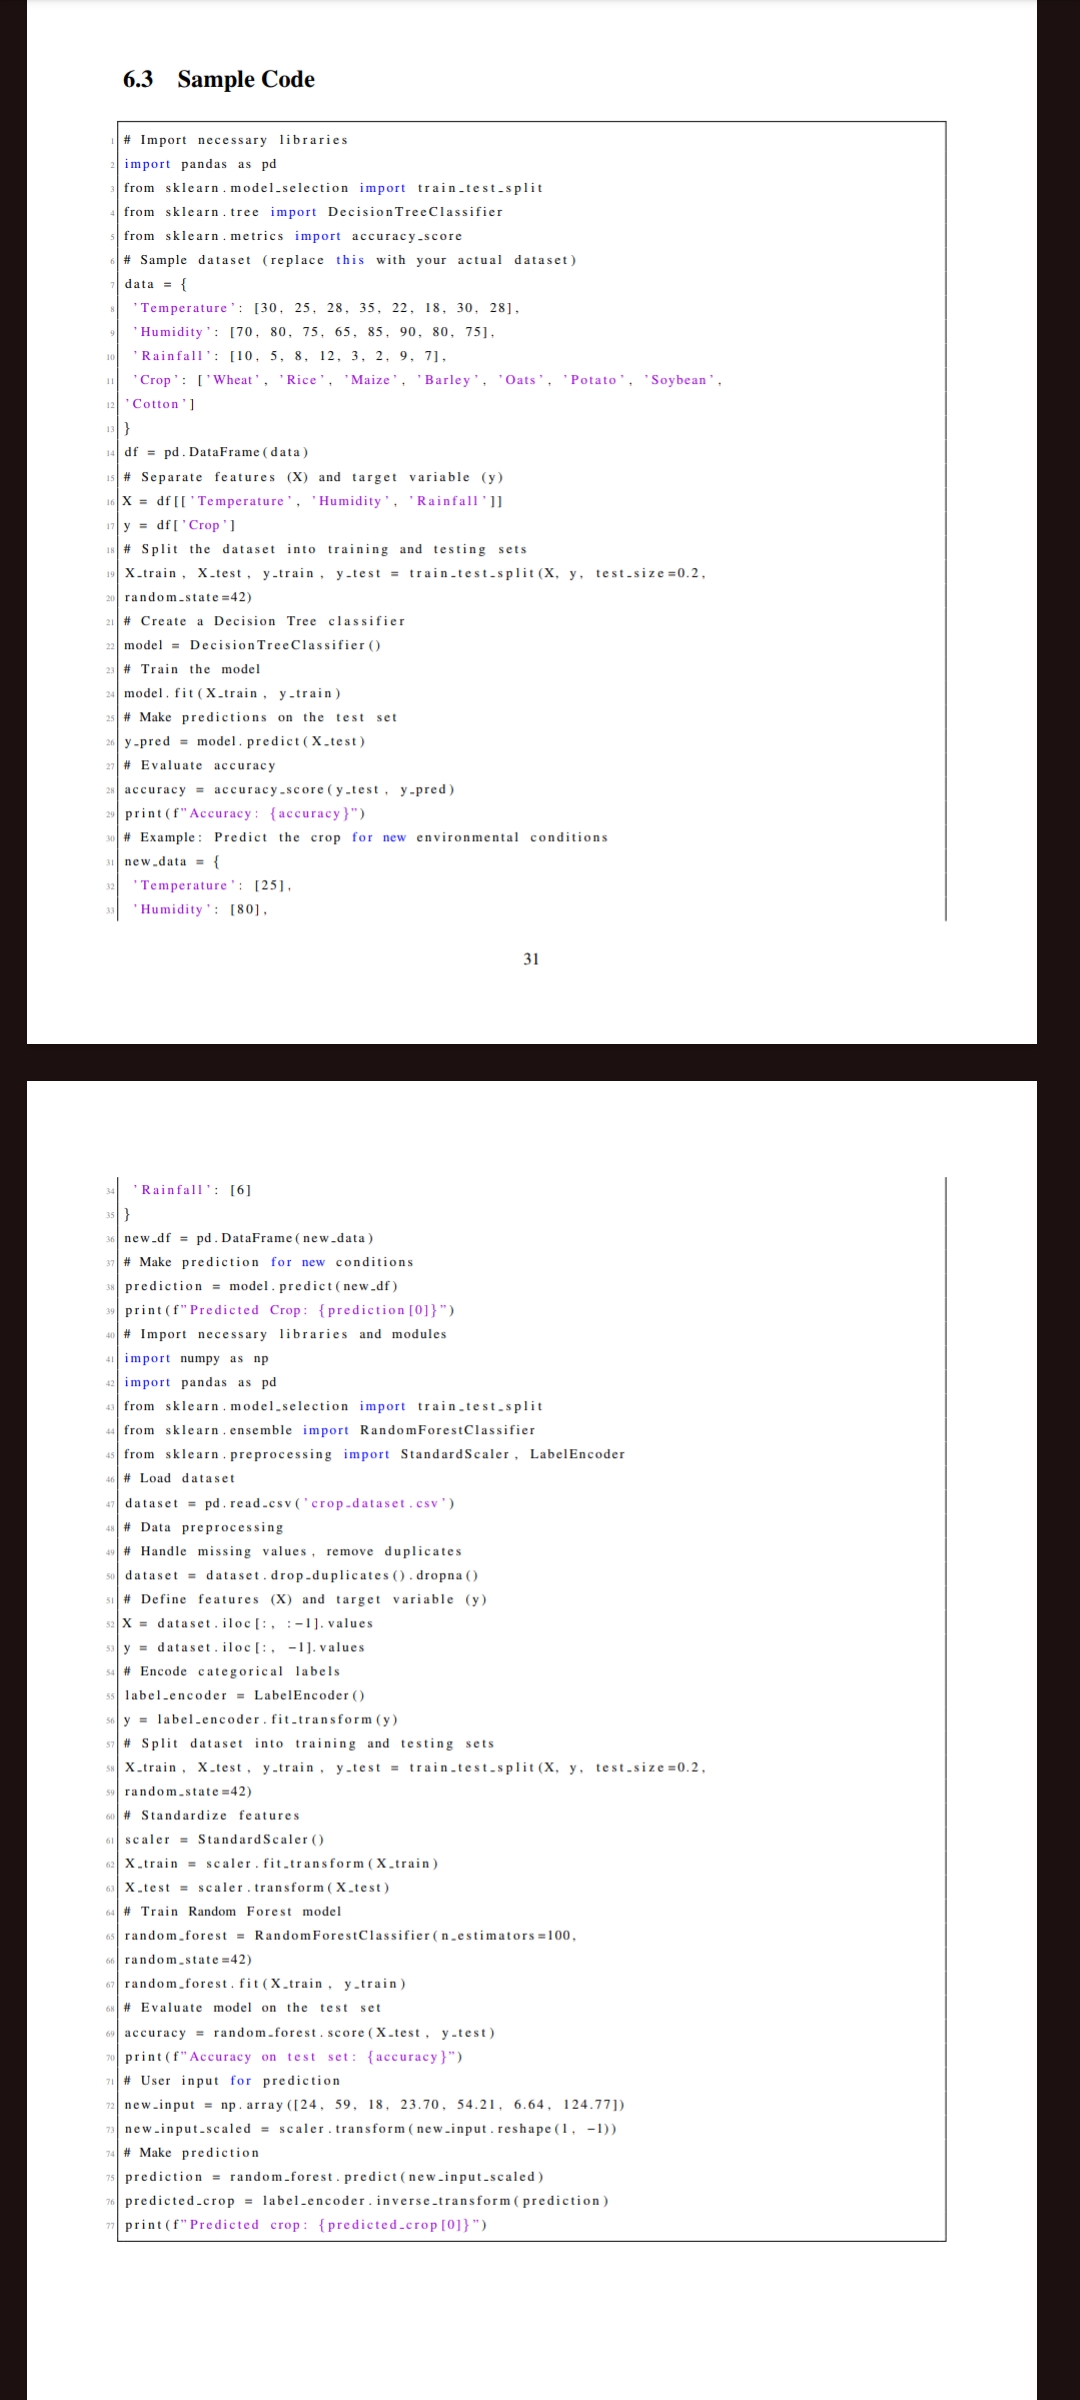 6.3 Sample Code
1 # Import necessary libraries
2 import pandas as pd
3 from sklearn.model_selection import train_test_split
4 from sklearn.tree import DecisionTreeClassifier
5 from sklearn.metrics import accuracy_score
6 # Sample dataset (replace this with your actual dataset)
7 data = {
8 'Temperature': [30, 25, 28, 35, 22, 18, 30, 28],
9 'Humidity': [70, 80, 75, 65, 85, 90, 80, 75],
10 'Rainfall': [10, 5, 8, 12, 3, 2, 9, 7],
11 'Crop': ['Wheat', 'Rice', 'Maize', 'Barley', 'Oats', 'Potato', 'Soybean',
12 'Cotton']
13 }
14 df = pd.DataFrame(data)
15 # Separate features (X) and target variable (y)
16 X = df[['Temperature', 'Humidity', 'Rainfall']]
17 y = df['Crop']
18 # Split the dataset into training and testing sets
19 X_train, X_test, y_train, y_test = train_test_split(X, y, test_size=0.2,
20 random_state=42)
21 # Create a Decision Tree classifier
22 model = DecisionTreeClassifier()
23 # Train the model
24 model.fit(X_train, y_train)
25 # Make predictions on the test set
26 y_pred = model.predict(X_test)
27 # Evaluate accuracy
28 accuracy = accuracy_score(y_test, y_pred)
29 print(f"Accuracy: {accuracy}")
30 # Example: Predict the crop for new environmental conditions
31 new_data = {
32 'Temperature': [25],
33 'Humidity': [80],
31
34 'Rainfall': [6]
35 }
36 new_df = pd.DataFrame(new_data)
37 # Make prediction for new conditions
38 prediction = model.predict(new_df)
39 print(f"Predicted Crop: {prediction[0]}")
40 # Import necessary libraries and modules
41 import numpy as np
42 import pandas as pd
43 from sklearn.model_selection import train_test_split
44 from sklearn.ensemble import RandomForestClassifier
45 from sklearn.preprocessing import StandardScaler, LabelEncoder
46 # Load dataset
47 dataset = pd.read_csv('crop_dataset.csv')
48 # Data preprocessing
49 # Handle missing values, remove duplicates
50 dataset = dataset.drop_duplicates().dropna()
51 # Define features (X) and target variable (y)
52 X = dataset.iloc[:, :-1].values
53 y = dataset.iloc[:, -1].values
54 # Encode categorical labels
55 label_encoder = LabelEncoder()
56 y = label_encoder.fit_transform(y)
57 # Split dataset into training and testing sets
58 X_train, X_test, y_train, y_test = train_test_split(X, y, test_size=0.2,
59 random_state=42)
60 # Standardize features
61 scaler = StandardScaler()
62 X_train = scaler.fit_transform(X_train)
63 X_test = scaler.transform(X_test)
64 # Train Random Forest model
65 random_forest = RandomForestClassifier(n_estimators=100,
66 random_state=42)
67 random_forest.fit(X_train, y_train)
68 # Evaluate model on the test set
69 accuracy = random_forest.score(X_test, y_test)
70 print(f"Accuracy on test set: {accuracy}")
71 # User input for prediction
72 new_input = np.array([24, 59, 18, 23.70, 54.21, 6.64, 124.77])
73 new_input_scaled = scaler.transform(new_input.reshape(1, -1))
74 # Make prediction
75 prediction = random_forest.predict(new_input_scaled)
76 predicted_crop = label_encoder.inverse_transform(prediction)
77 print(f"Predicted crop: {predicted_crop[0]}")